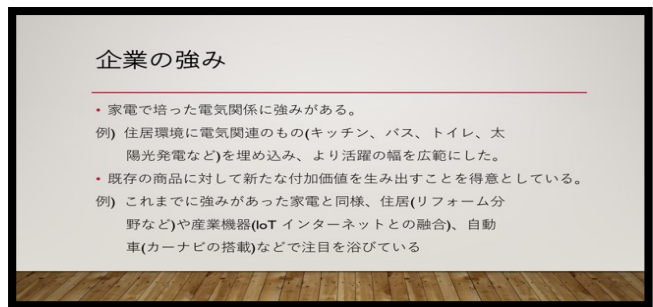 企業の強み
• 家電で培った電気関係に強みがある。
例) 住居環境に電気関連のもの(キッチン、バス、トイレ、太
陽光発電など)を埋め込み、より活躍の幅を広範にした。
• 既存の商品に対して新たな付加価値を生み出すことを得意としている。
例) これまでに強みがあった家電と同様、住居(リフォーム分
野など)や産業機器(IoT インターネットとの融合)、自動
車(カーナビの搭載)などで注目を浴びている